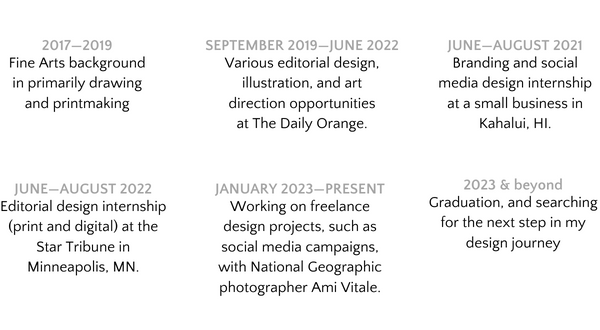 2017—2019
Fine Arts background
in primarily drawing
and printmaking
SEPTEMBER 2019—JUNE 2022
Various editorial design,
illustration, and art
direction opportunities
at The Daily Orange.
JUNE—AUGUST 2021
Branding and social
media design internship
at a small business in
Kahalui, HI.
JUNE—AUGUST 2022
Editorial design internship
(print and digital) at the
Star Tribune in
Minneapolis, MN.
JANUARY 2023—PRESENT
Working on freelance
design projects, such as
social media campaigns,
with National Geographic
photographer Ami Vitale.
2023 & beyond
Graduation, and searching
for the next step in my
design journey